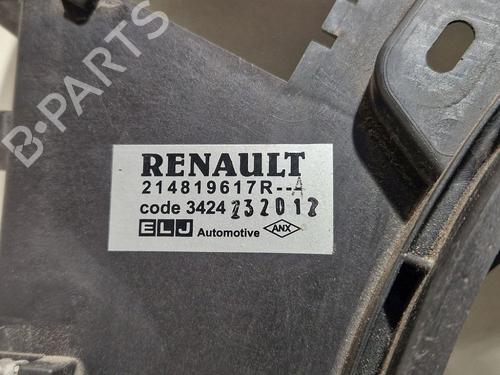 B-PARTS
RENAULT
214819617R--A
code 3424 232012
ELJ Automotive ANX